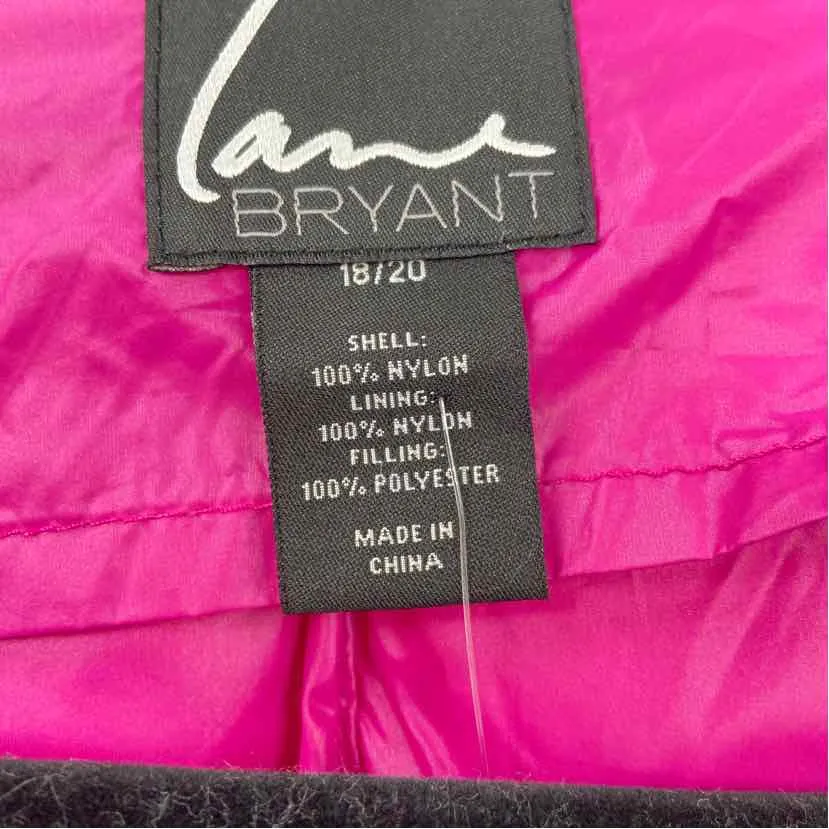 Lane
BRYANT
18/20
SHELL:
100% NYLON
LINING:
100% NYLON
FILLING:
100% POLYESTER
MADE IN
CHINA